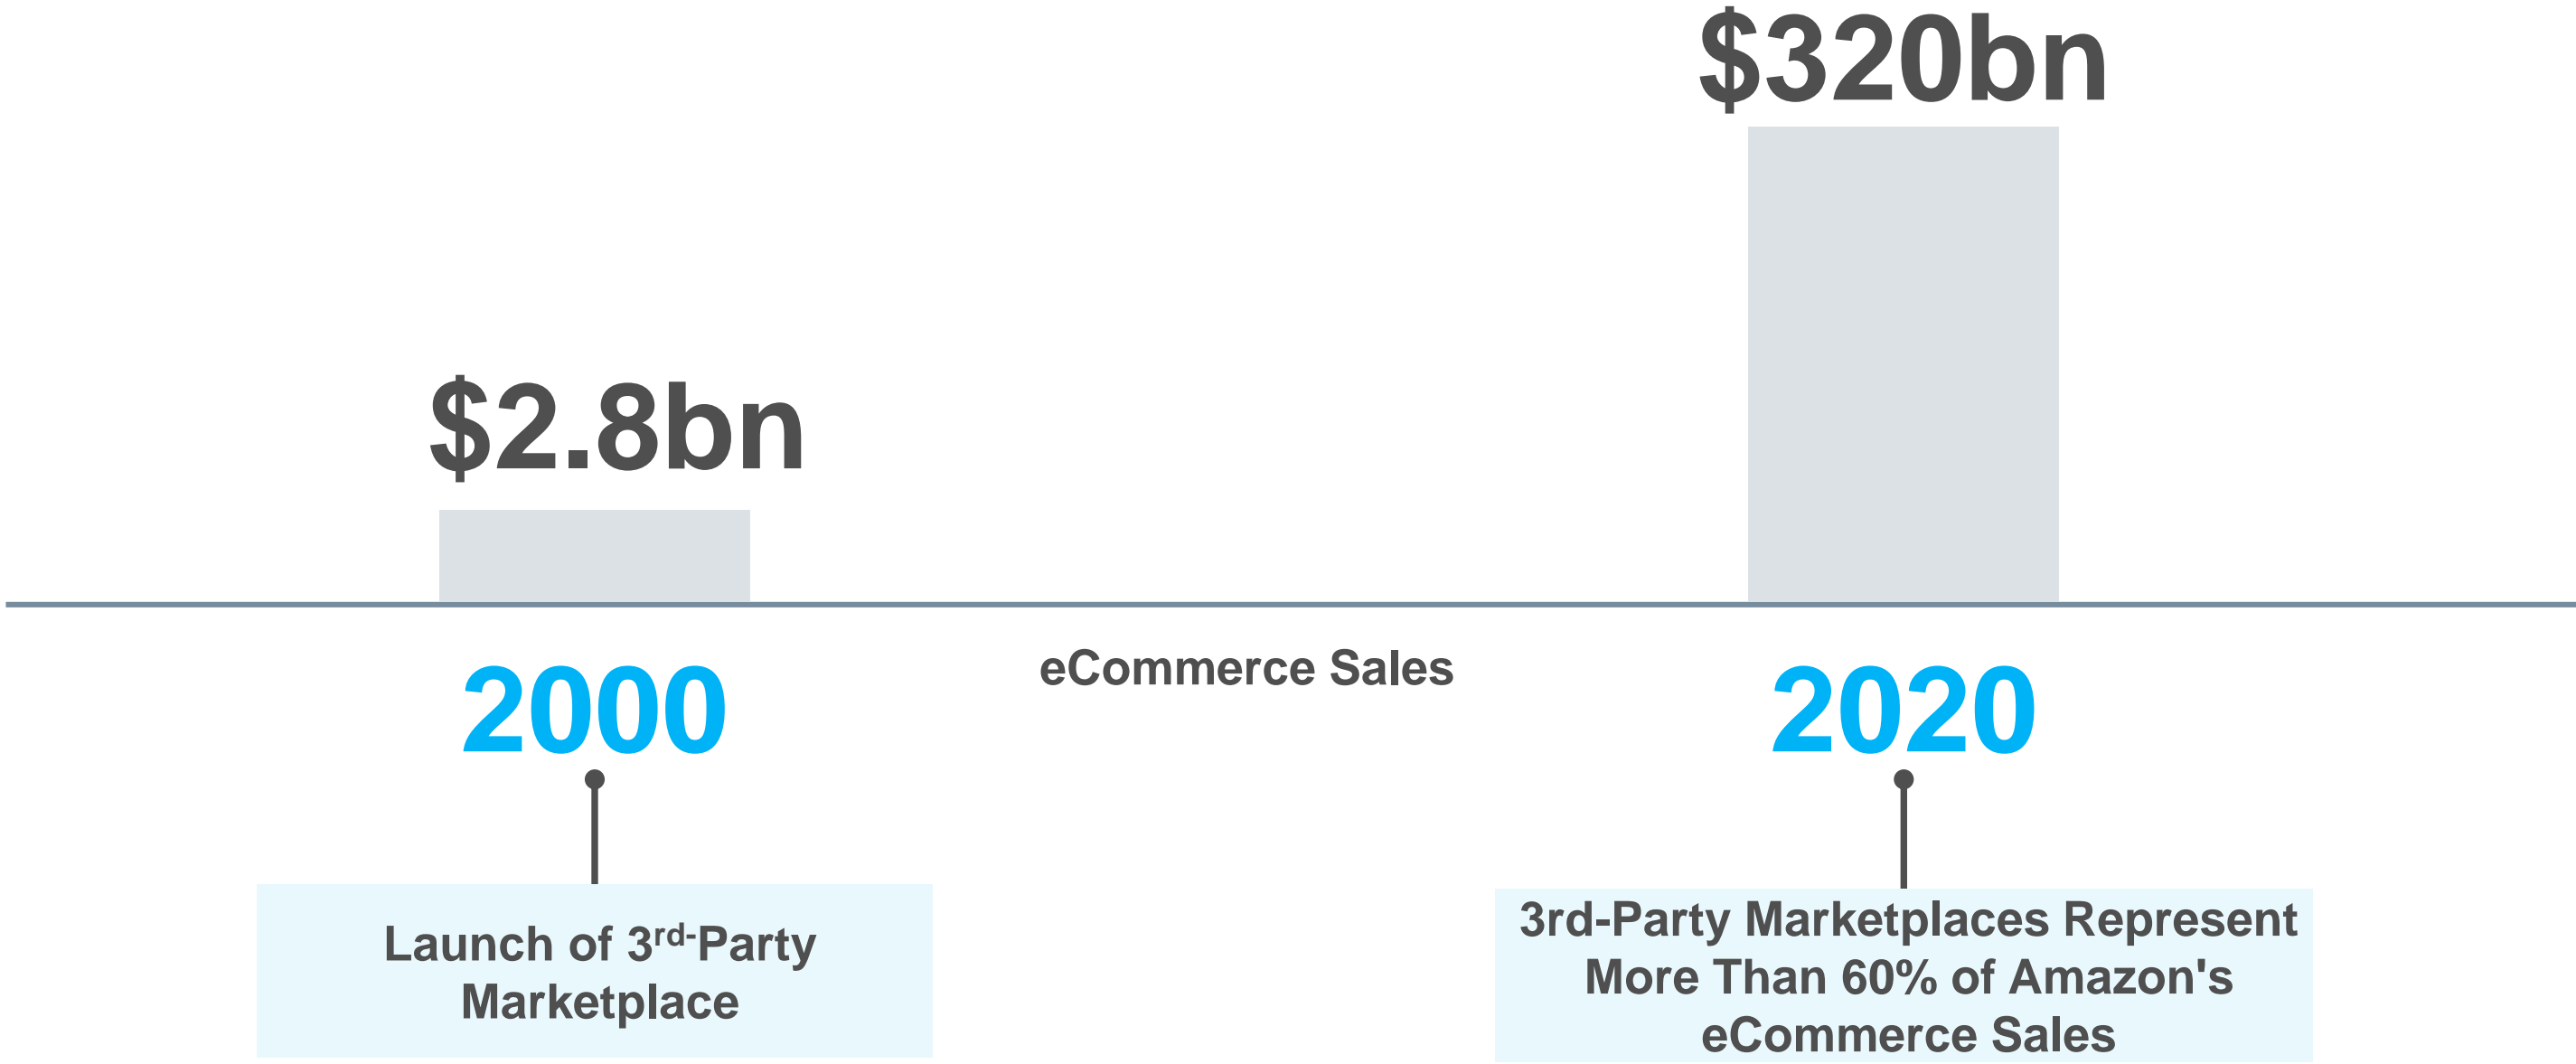 $320bn
$2.8bn
eCommerce Sales
2000
2020
Launch of 3rd-Party
Marketplace
3rd-Party Marketplaces Represent
More Than 60% of Amazon's
eCommerce Sales